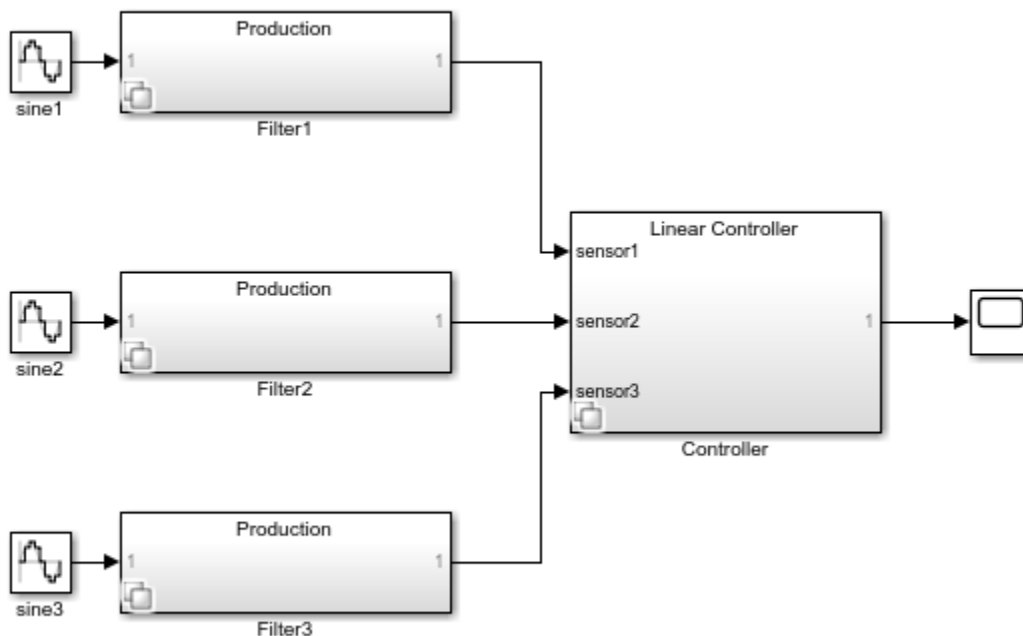 Production
1
1
sine1
Filter1
Linear Controller
sensor1
Production
1
1
sensor2
1
sine2
Filter2
sensor3
Controller
Production
1
1
sine3
Filter3